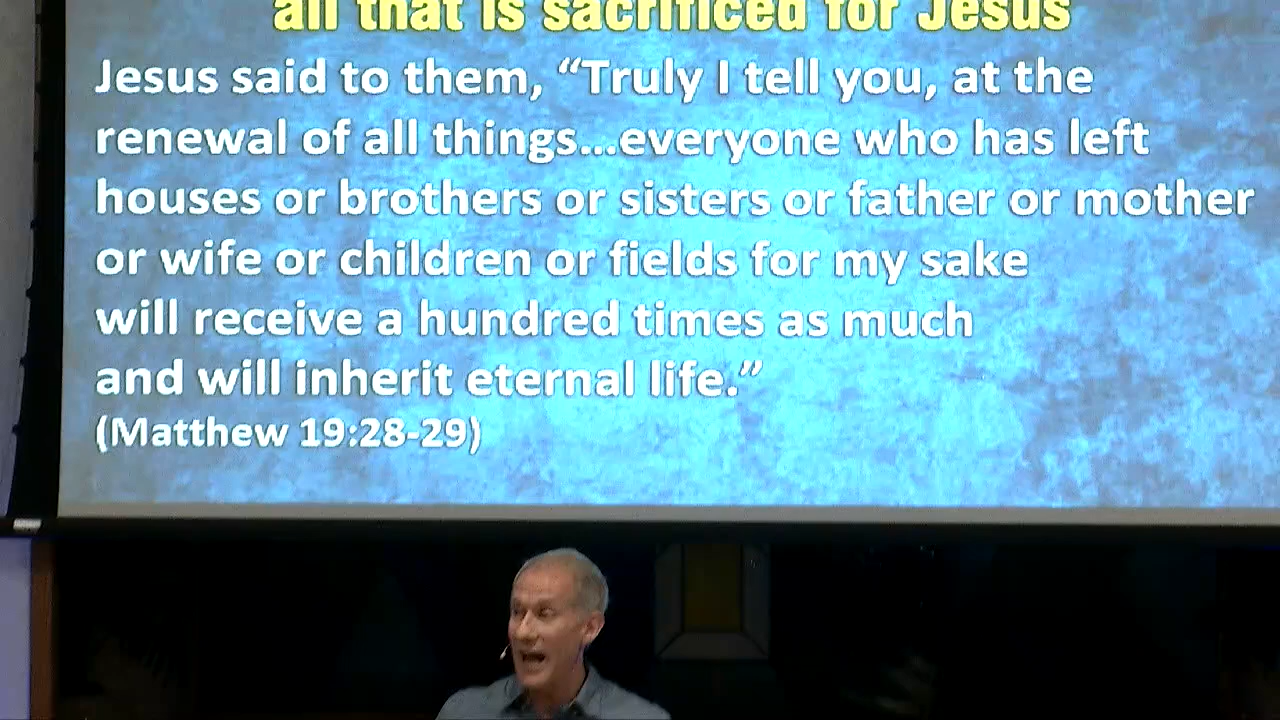 all that is sacrificed for Jesus
Jesus said to them, “Truly I tell you, at the
renewal of all things...everyone who has left
houses or brothers or sisters or father or mother
or wife or children or fields for my sake
will receive a hundred times as much
and will inherit eternal life.”
(Matthew 19:28-29)